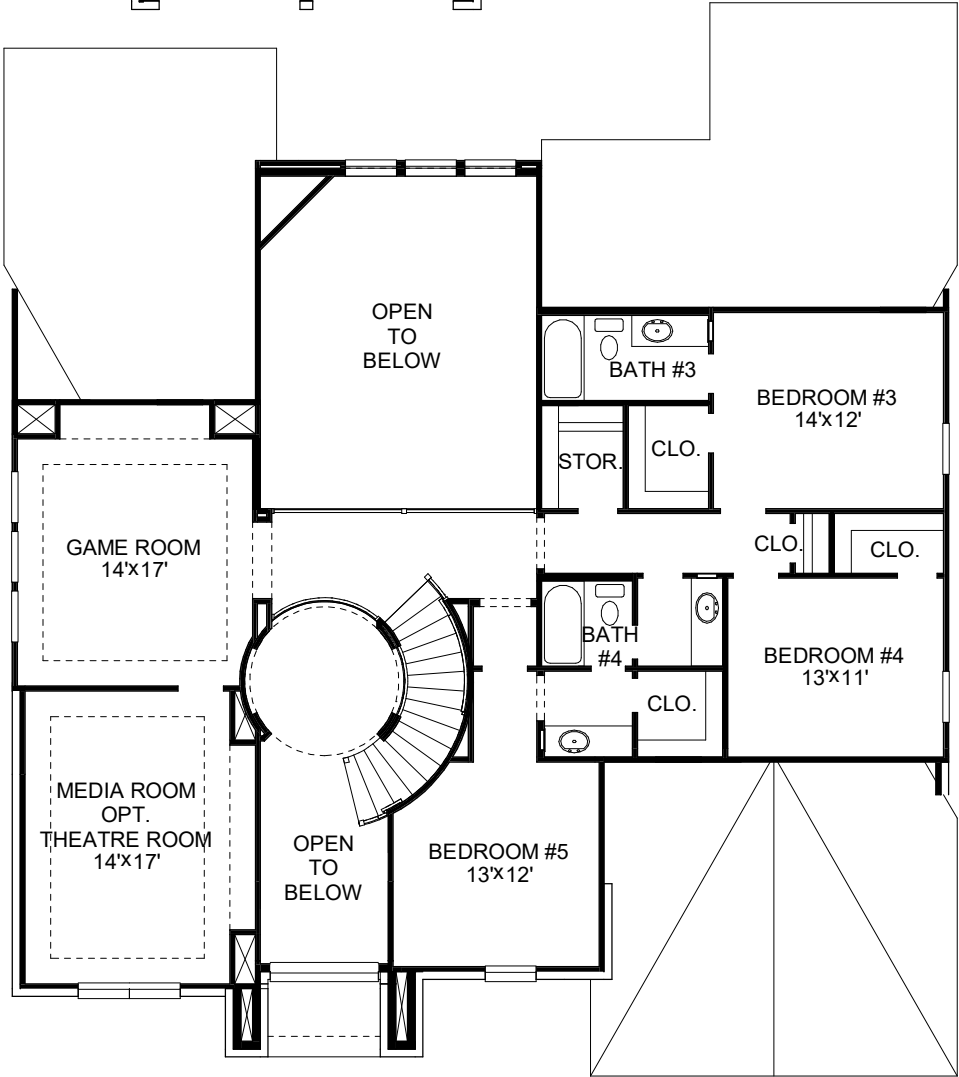 OPEN
TO
BELOW
BATH #3
BEDROOM #3
14'x12'
STOR.
CLO.
GAME ROOM
14'x17'
CLO.
CLO.
BATH
#4
BEDROOM #4
13'x11'
CLO.
MEDIA ROOM
OPT.
THEATRE ROOM
14'x17'
OPEN
TO
BELOW
BEDROOM #5
13'x12'